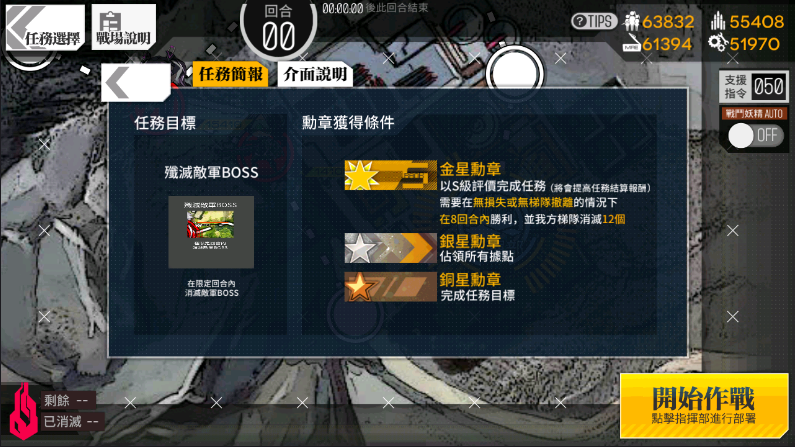 任務選擇
戰場說明
回合
00
00:00.00 後此回合結束
?TIPS
63832
55408
61394
51970
支援
指令
050
戰鬥妖精 AUTO
OFF
任務簡報
介面說明
任務目標
殲滅敵軍BOSS
殲滅敵軍BOSS
在限定回合內
消滅敵軍BOSS
勳章獲得條件
金星勳章
以S級評價完成任務 (將會提高任務結算報酬)
需要在無損失或無梯隊撤離的情況下
在8回合內勝利，並我方梯隊消滅12個
銀星勳章
佔領所有據點
銅星勳章
完成任務目標
剩餘 --
已消滅 --
開始作戰
點擊指揮部進行部署